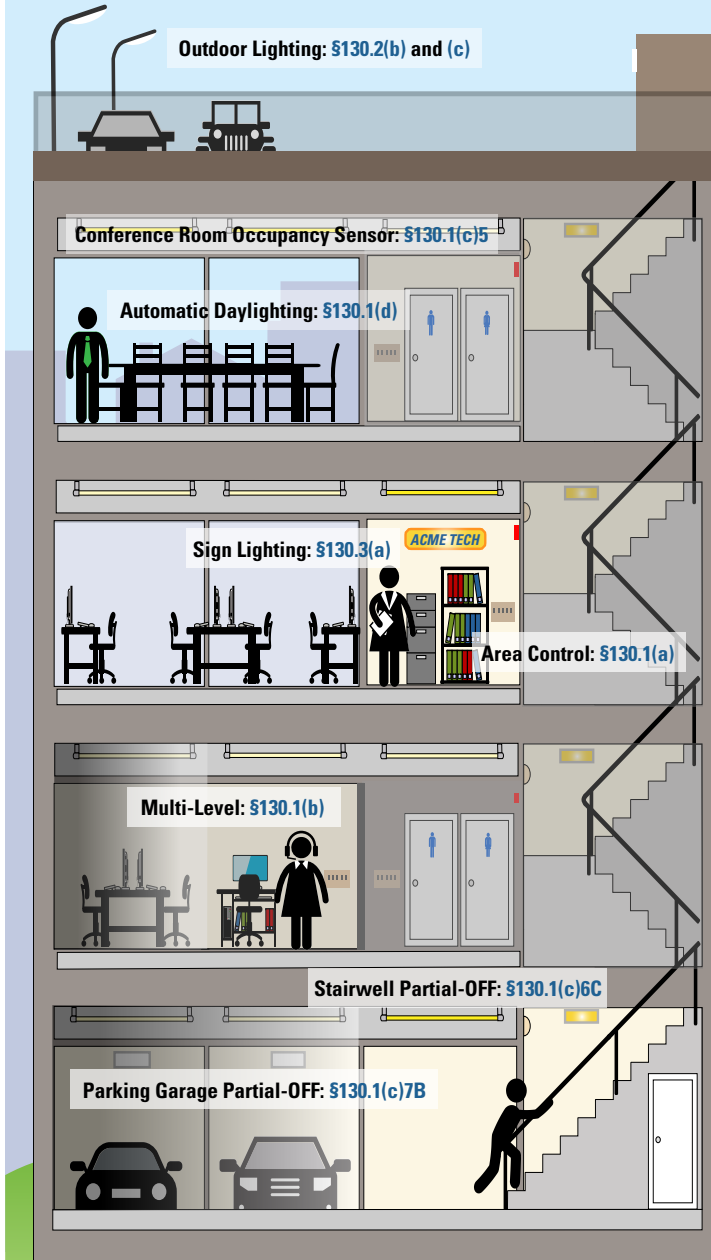 Outdoor Lighting: §130.2(b) and (c)
Conference Room Occupancy Sensor: §130.1(c)5
Automatic Daylighting: §130.1(d)
Sign Lighting: §130.3(a)
ACME TECH
Area Control: §130.1(a)
Multi-Level: §130.1(b)
Stairwell Partial-OFF: §130.1(c)6C
Parking Garage Partial-OFF: §130.1(c)7B